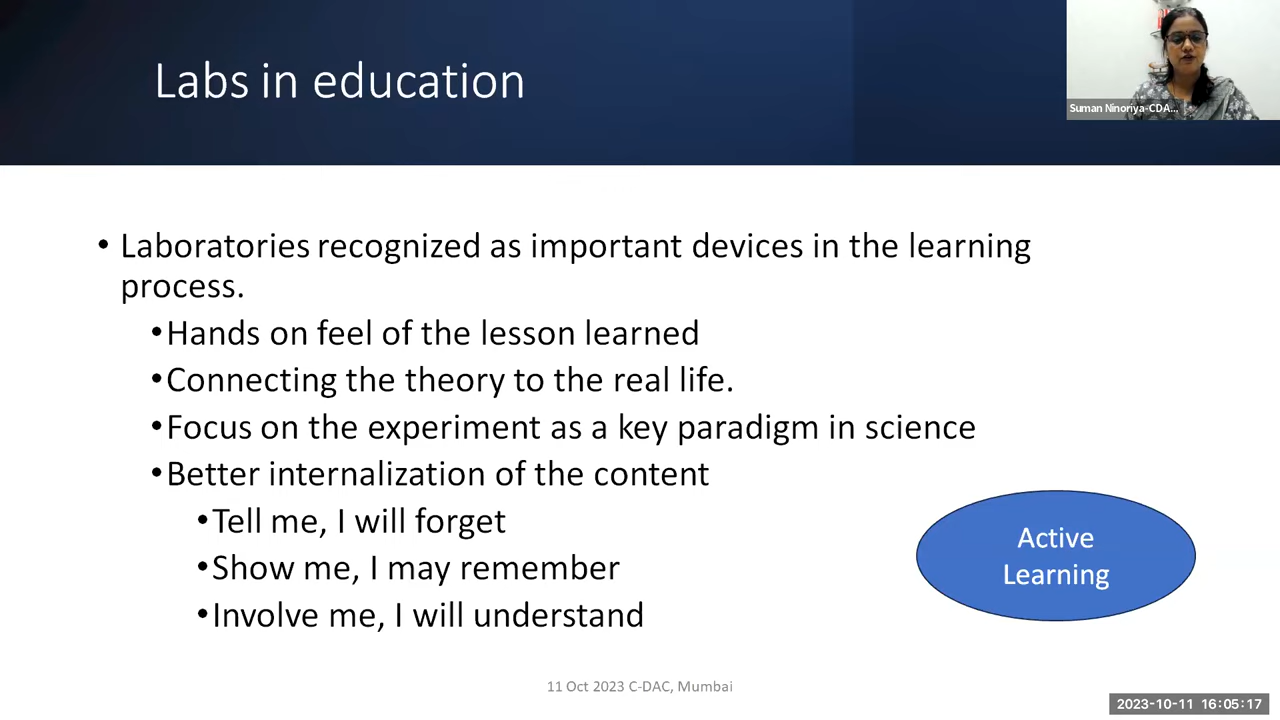 Labs in education
Suman Ninoriya-CDA...
• Laboratories recognized as important devices in the learning
process.
•Hands on feel of the lesson learned
•Connecting the theory to the real life.
•Focus on the experiment as a key paradigm in science
•Better internalization of the content
•Tell me, I will forget
•Show me, I may remember
•Involve me, I will understand
Active
Learning
11 Oct 2023 C-DAC, Mumbai
2023-10-11 16:05:17